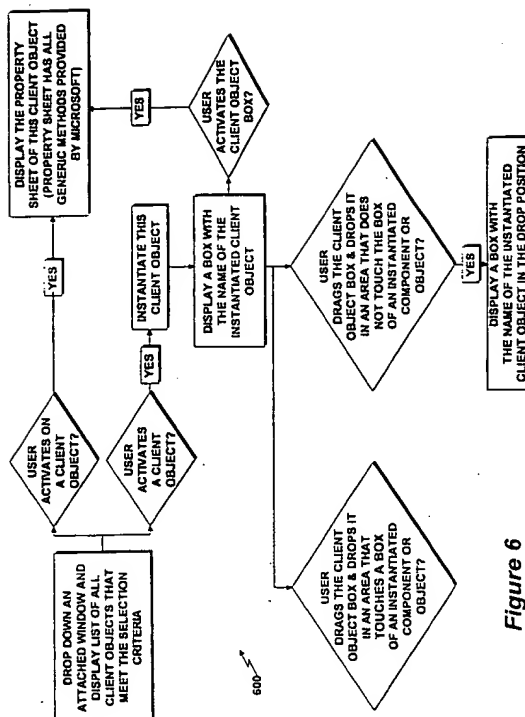 DROP DOWN AN
ATTACHED WINDOW AND
DISPLAY LIST OF ALL
CLIENT OBJECTS THAT
MEET THE SELECTION
CRITERIA
USER
ACTIVATES ON
A CLIENT
OBJECT?
YES
DISPLAY THE PROPERTY
SHEET OF THIS CLIENT OBJECT
(PROPERTY SHEET HAS ALL
GENERIC METHODS PROVIDED
BY MICROSOFT)
USER
ACTIVATES
A CLIENT
OBJECT?
YES
INSTANTIATE THIS
CLIENT OBJECT
DISPLAY A BOX WITH
THE NAME OF THE
INSTANTIATED CLIENT
OBJECT
USER
ACTIVATES THE
CLIENT OBJECT
BOX?
YES
600
USER
DRAGS THE CLIENT
OBJECT BOX & DROPS IT
IN AN AREA THAT
TOUCHES A BOX
OF AN INSTANTIATED
COMPONENT OR
OBJECT?
USER
DRAGS THE CLIENT
OBJECT BOX & DROPS IT
IN AN AREA THAT DOES
NOT TOUCH THE BOX
OF AN INSTANTIATED
COMPONENT OR
OBJECT?
YES
DISPLAY A BOX WITH
THE NAME OF THE INSTANTIATED
CLIENT OBJECT IN THE DROP POSITION
Figure 6